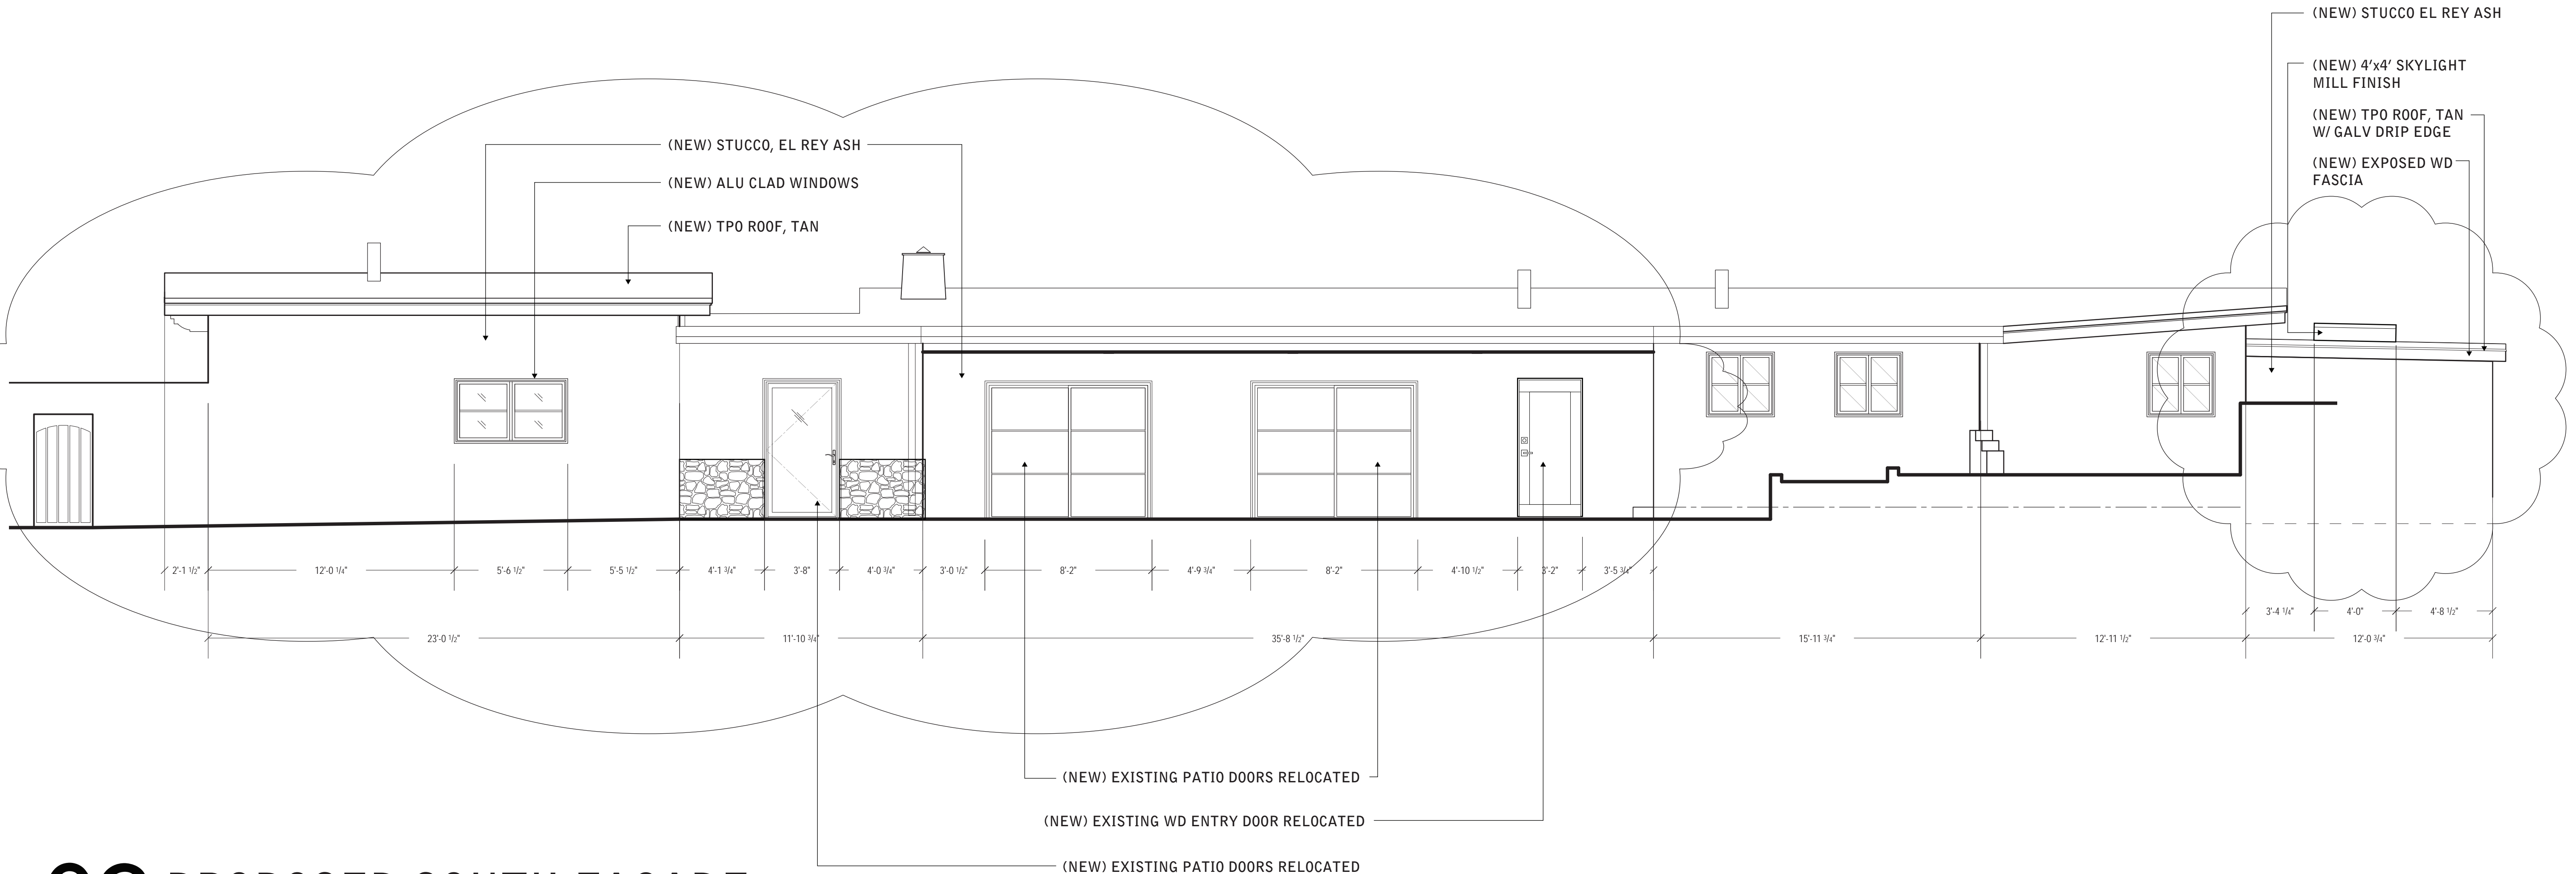 (NEW) STUCCO EL REY ASH
(NEW) 4'x4' SKYLIGHT
MILL FINISH
(NEW) TPO ROOF, TAN
W/ GALV DRIP EDGE
(NEW) EXPOSED WD
FASCIA
(NEW) STUCCO, EL REY ASH
(NEW) ALU CLAD WINDOWS
(NEW) TPO ROOF, TAN
2'-1 1/2" 12'-0 1/4" 5'-6 1/2" 5'-5 1/2" 4'-1 3/4" 3'-8" 4'-0 3/4" 3'-0 1/2" 8'-2" 4'-9 3/4" 8'-2" 4'-10 1/2" 3'-2" 3'-5 3/4"
3'-4 1/4" 4'-0" 4'-8 1/2"
23'-0 1/2" 11'-10 3/4" 35'-8 1/2" 15'-11 3/4" 12'-11 1/2" 12'-0 3/4"
(NEW) EXISTING PATIO DOORS RELOCATED
(NEW) EXISTING WD ENTRY DOOR RELOCATED
(NEW) EXISTING PATIO DOORS RELOCATED
PROPOSED SOUTH FACADE